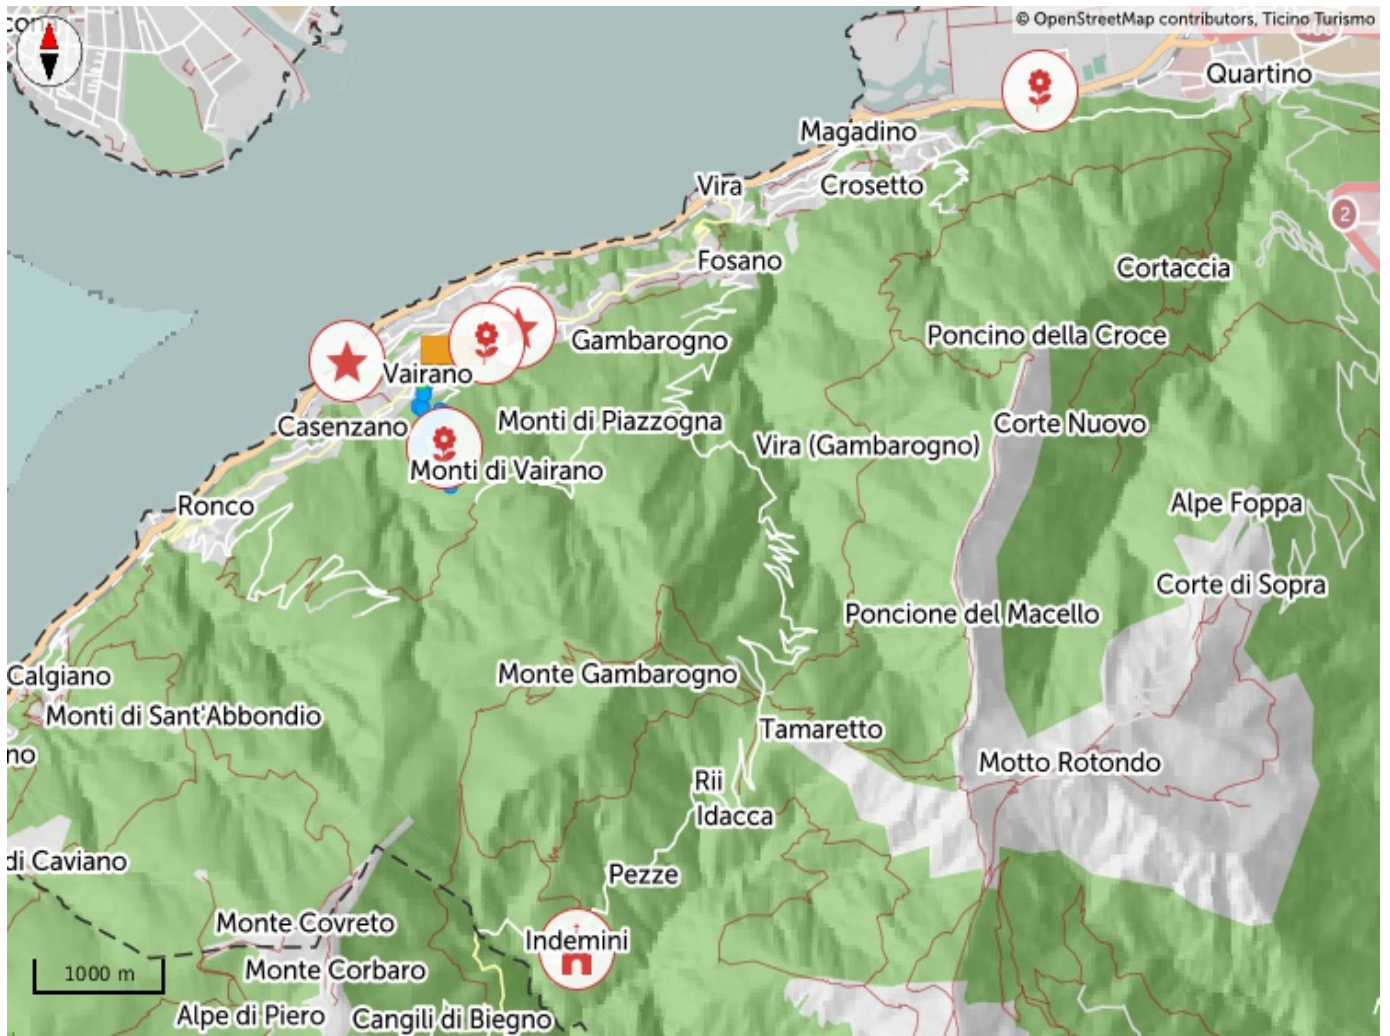 © OpenStreetMap contributors, Ticino Turismo
Quartino
Magadino
Vira
Crosetto
2
Fosano
Cortaccia
Gambarogno
Poncino della Croce
Vairano
Casenzano
Monti di Piazzogna
Corte Nuovo
Vira (Gambarogno)
Monti di Vairano
Ronco
Alpe Foppa
Corte di Sopra
Poncione del Macello
Calgiano
Monte Gambarogno
Monti di Sant'Abbondio
Tamaretto
no
Motto Rotondo
Rii
Idacca
di Caviano
Pezze
Monte Covreto
Indemini
1000 m
Monte Corbaro
Alpe di Piero
Cangili di Biegno